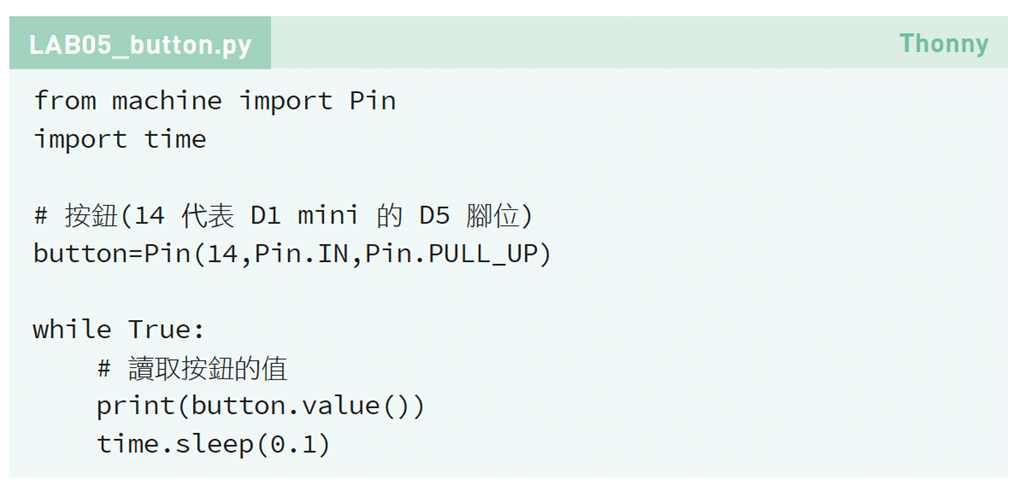 LAB05_button.py
Thonny
from machine import Pin
import time
# 按鈕(14 代表 D1 mini 的 D5 腳位)
button=Pin(14,Pin.IN,Pin.PULL_UP)
while True:
    # 讀取按鈕的值
    print(button.value())
    time.sleep(0.1)